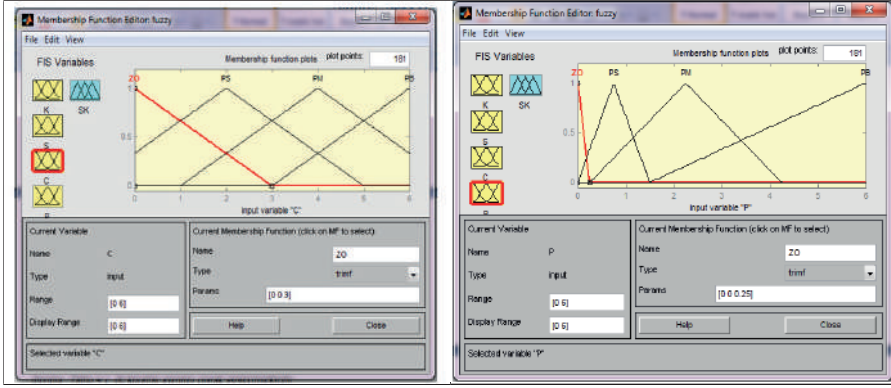 Membership Function Editor: fuzzy
File Edit View
FIS Variables
Membership function plots
plot points:
181
ZO
PS
PM
PB
K
SK
S
C
1
0.5
0
0 1 2 3 4 5 6
input variable "C"
Current Variable
Name
C
Type
input
Range
[0 6]
Display Range
[0 6]
Current Membership Function (click on MF to select)
Name
ZO
Type
trimf
Params
[0 0 3]
Help
Close
Selected variable "C"
Membership Function Editor: fuzzy
File Edit View
FIS Variables
Membership function plots
plot points:
181
ZO
PS
PM
PB
K
SK
C
1
0.5
0
0 1 2 3 4 5 6
input variable "P"
Current Variable
Name
P
Type
input
Range
[0 6]
Display Range
[0 6]
Current Membership Function (click on MF to select)
Name
ZO
Type
trimf
Params
[0 0 0.25]
Help
Close
Selected variable "P"